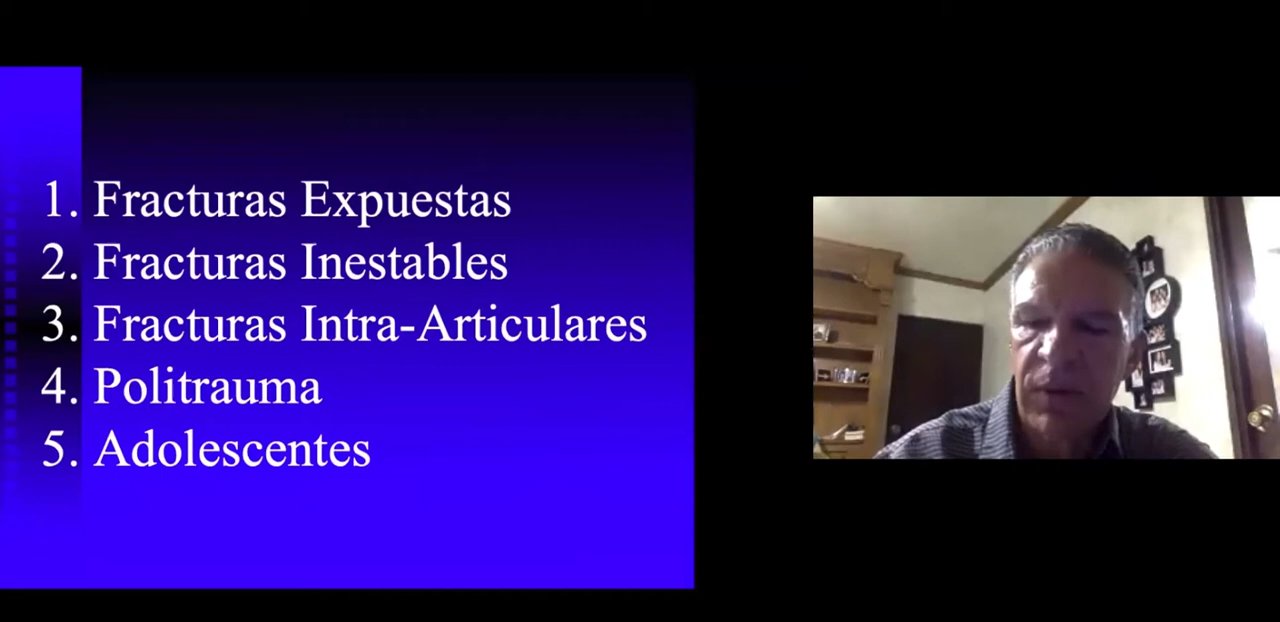 1. Fracturas Expuestas
2. Fracturas Inestables
3. Fracturas Intra-Articulares
4. Politrauma
5. Adolescentes